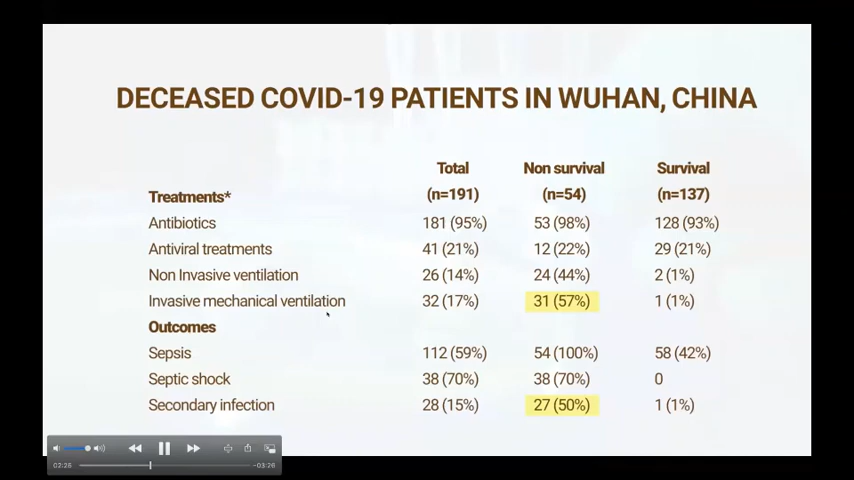 DECEASED COVID-19 PATIENTS IN WUHAN, CHINA
Total Non survival Survival
Treatments* (n=191) (n=54) (n=137)
Antibiotics 181 (95%) 53 (98%) 128 (93%)
Antiviral treatments 41 (21%) 12 (22%) 29 (21%)
Non Invasive ventilation 26 (14%) 24 (44%) 2 (1%)
Invasive mechanical ventilation 32 (17%) 31 (57%) 1 (1%)
Outcomes
Sepsis 112 (59%) 54 (100%) 58 (42%)
Septic shock 38 (70%) 38 (70%) 0
Secondary infection 28 (15%) 27 (50%) 1 (1%)
02:26 -03:26